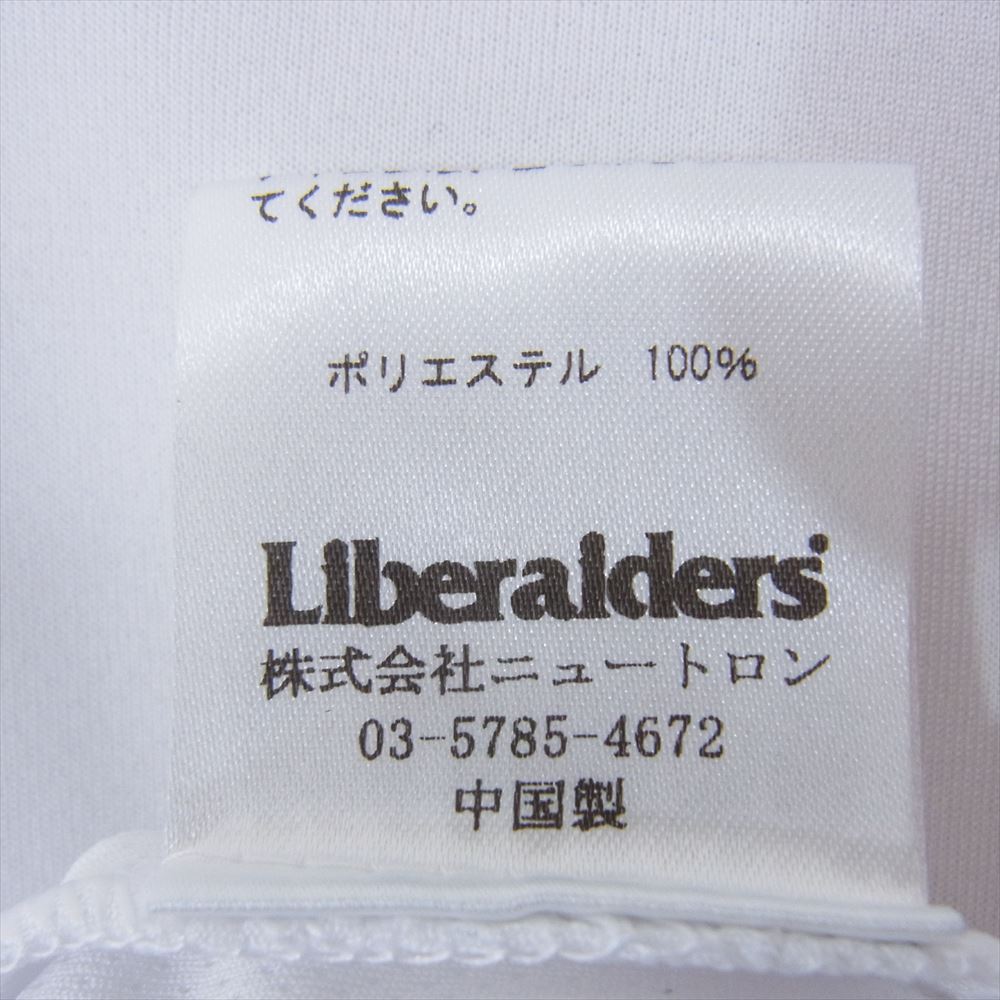 てください。
ポリエステル 100%
Liberaiders
株式会社ニュートロン
03-5785-4672
中国製